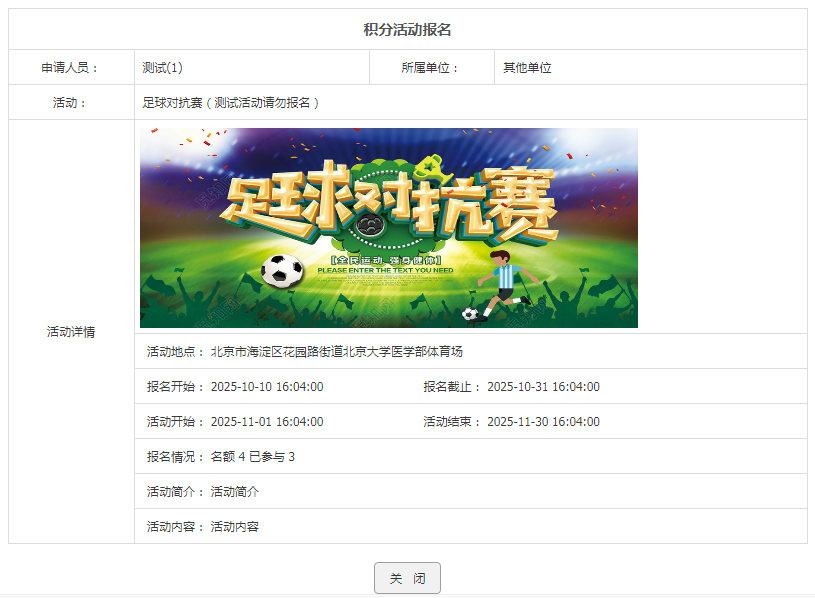 积分活动报名
申请人员： 测试(1) 所属单位： 其他单位
活动： 足球对抗赛（测试活动请勿报名）
足球对抗赛
【全民运动 强身健体】
PLEASE ENTER THE TEXT YOU NEED
活动详情
活动地点： 北京市海淀区花园路街道北京大学医学部体育场
报名开始： 2025-10-10 16:04:00 报名截止： 2025-10-31 16:04:00
活动开始： 2025-11-01 16:04:00 活动结束： 2025-11-30 16:04:00
报名情况： 名额 4 已参与 3
活动简介： 活动简介
活动内容： 活动内容
关 闭